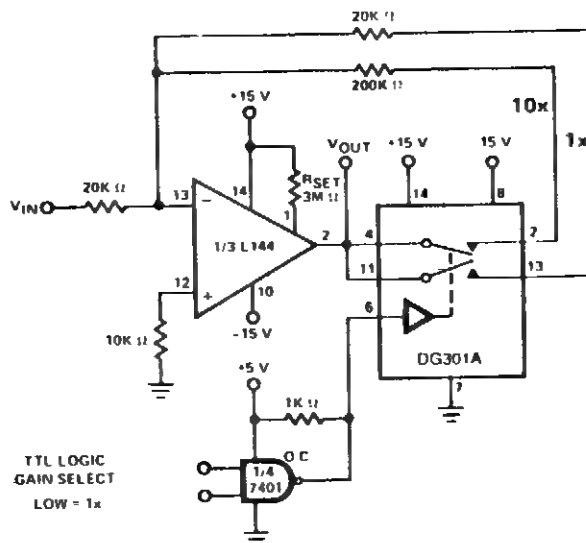 20K Ω
200K Ω
10x
1x
+15 V
VOUT
+15 V
15 V
RSET
3M Ω
14
8
VIN
20K Ω
13
−
14
1
1/3 L144
2
4
2
11
13
12
+
10
6
-15 V
10K Ω
DG301A
7
+5 V
1K Ω
O C
1/4
7401
TTL LOGIC
GAIN SELECT
LOW = 1x